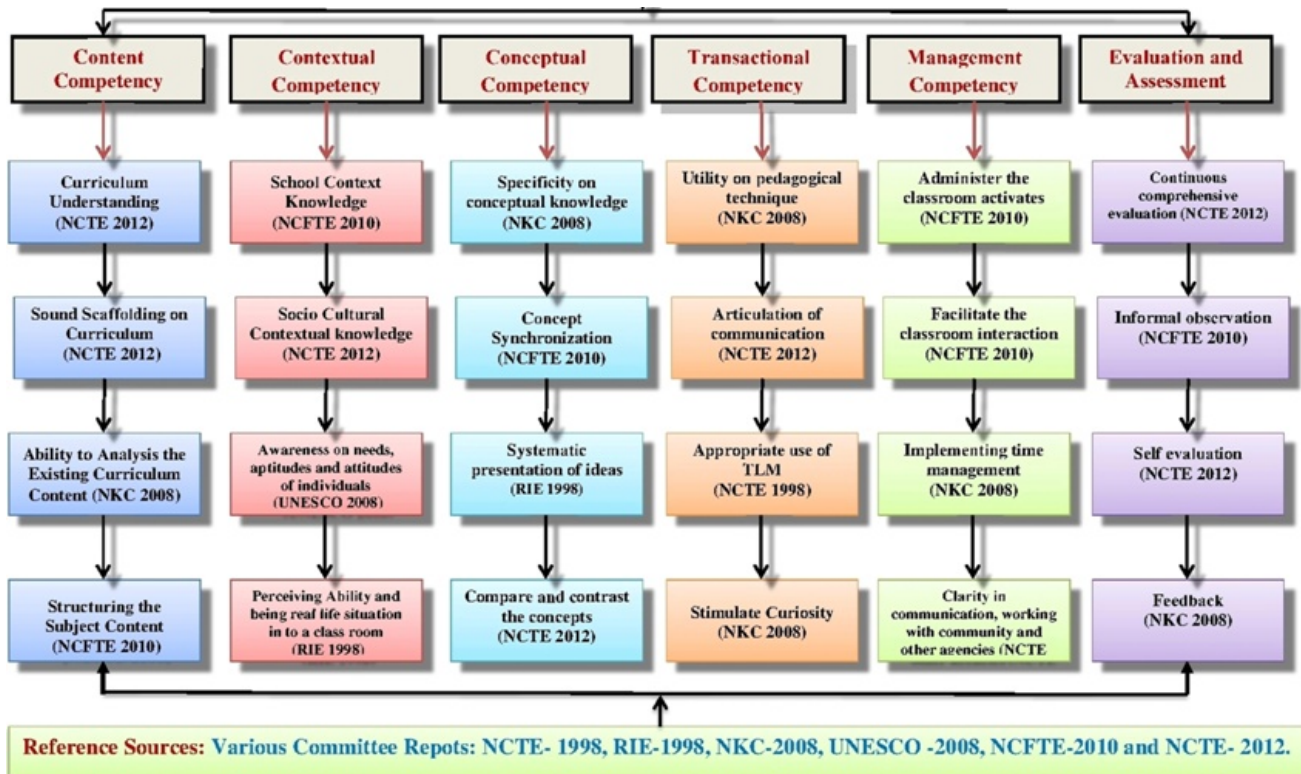 Content
Competency
Contextual
Competency
Conceptual
Competency
Transactional
Competency
Management
Competency
Evaluation and
Assessment
Curriculum
Understanding
(NCTE 2012)
School Context
Knowledge
(NCFTE 2010)
Specificity on
conceptual knowledge
(NKC 2008)
Utility on pedagogical
technique
(NKC 2008)
Administer the
classroom activates
(NCFTE 2010)
Continuous
comprehensive
evaluation (NCTE 2012)
Sound Scaffolding on
Curriculum
(NCTE 2012)
Socio Cultural
Contextual knowledge
(NCTE 2012)
Concept
Synchronization
(NCFTE 2010)
Articulation of
communication
(NCTE 2012)
Facilitate the
classroom interaction
(NCFTE 2010)
Informal observation
(NCFTE 2010)
Ability to Analysis the
Existing Curriculum
Content (NKC 2008)
Awareness on needs,
aptitudes and attitudes
of individuals
(UNESCO 2008)
Systematic
presentation of ideas
(RIE 1998)
Appropriate use of
TLM
(NCTE 1998)
Implementing time
management
(NKC 2008)
Self evaluation
(NCTE 2012)
Structuring the
Subject Content
(NCFTE 2010)
Perceiving Ability and
being real life situation
in to a class room
(RIE 1998)
Compare and contrast
the concepts
(NCTE 2012)
Stimulate Curiosity
(NKC 2008)
Clarity in
communication, working
with community and
other agencies (NCTE
Feedback
(NKC 2008)
Reference Sources: Various Committee Repots: NCTE- 1998, RIE-1998, NKC-2008, UNESCO -2008, NCFTE-2010 and NCTE- 2012.